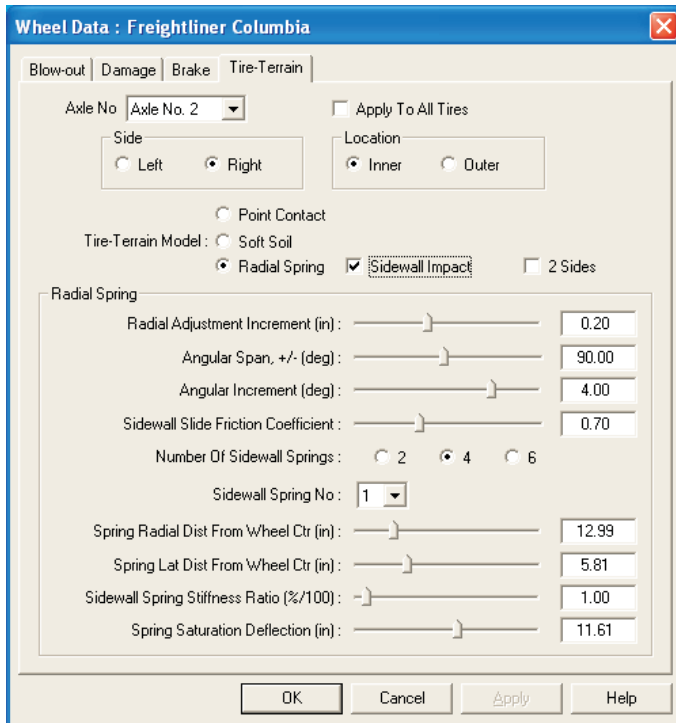 Wheel Data : Freightliner Columbia
Blow-out Damage Brake Tire-Terrain
Axle No Axle No. 2 Apply To All Tires
Side Location
Left Right Inner Outer
Point Contact
Tire-Terrain Model : Soft Soil
Radial Spring Sidewall Impact 2 Sides
Radial Spring
Radial Adjustment Increment (in) : 0.20
Angular Span, +/- (deg) : 90.00
Angular Increment (deg) : 4.00
Sidewall Slide Friction Coefficient : 0.70
Number Of Sidewall Springs : 2 4 6
Sidewall Spring No : 1
Spring Radial Dist From Wheel Ctr (in) : 12.99
Spring Lat Dist From Wheel Ctr (in) : 5.81
Sidewall Spring Stiffness Ratio (%/100) : 1.00
Spring Saturation Deflection (in) : 11.61
OK Cancel Apply Help